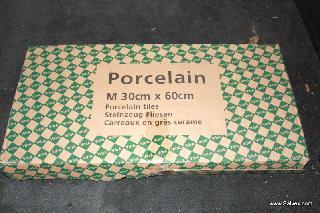 Porcelain
M 30cm x 60cm
Porcelain tiles
Steinzeug Fliesen
Carreaux en grès cérame